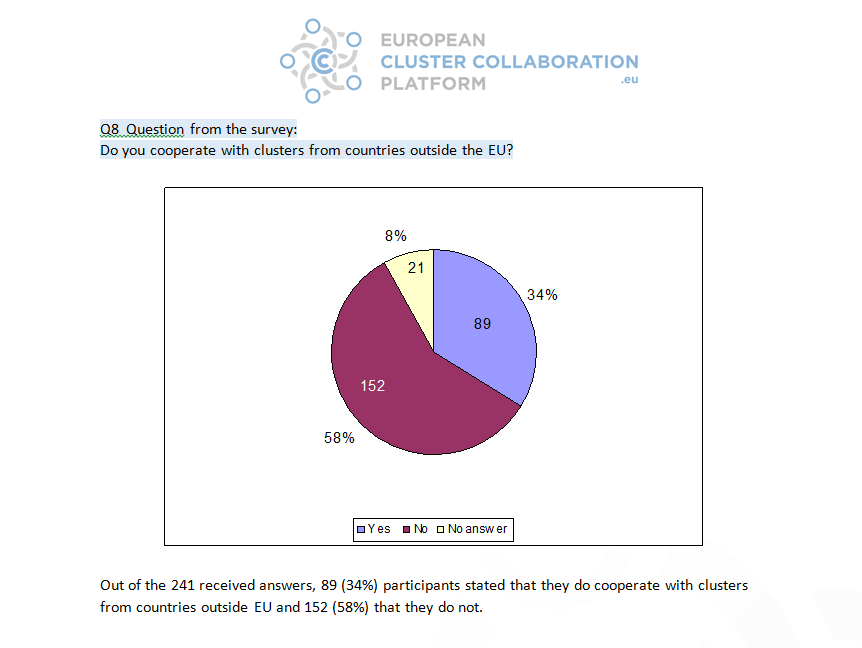 EUROPEAN
CLUSTER COLLABORATION
PLATFORM
.eu
Q8 Question from the survey:
Do you cooperate with clusters from countries outside the EU?
8%
21
34%
89
152
58%
Yes No No answer
Out of the 241 received answers, 89 (34%) participants stated that they do cooperate with clusters
from countries outside EU and 152 (58%) that they do not.